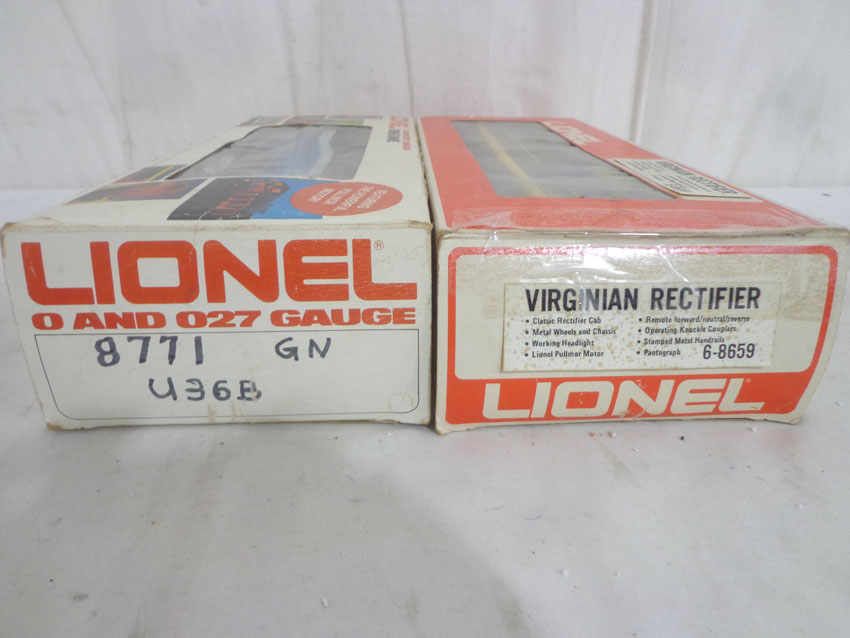 LIONEL®
O AND 027 GAUGE
8771 GN
U36B
LIONEL
VIRGINIAN RECTIFIER
• Classic Rectifier Cab
• Metal Wheels and Chassis
• Working Headlight
• Lionel Pullmor Motor
• Remote forward/neutral/reverse
• Operating Knuckle Couplers
• Stamped Metal Handrails
• Pantograph 6-8659
LIONEL